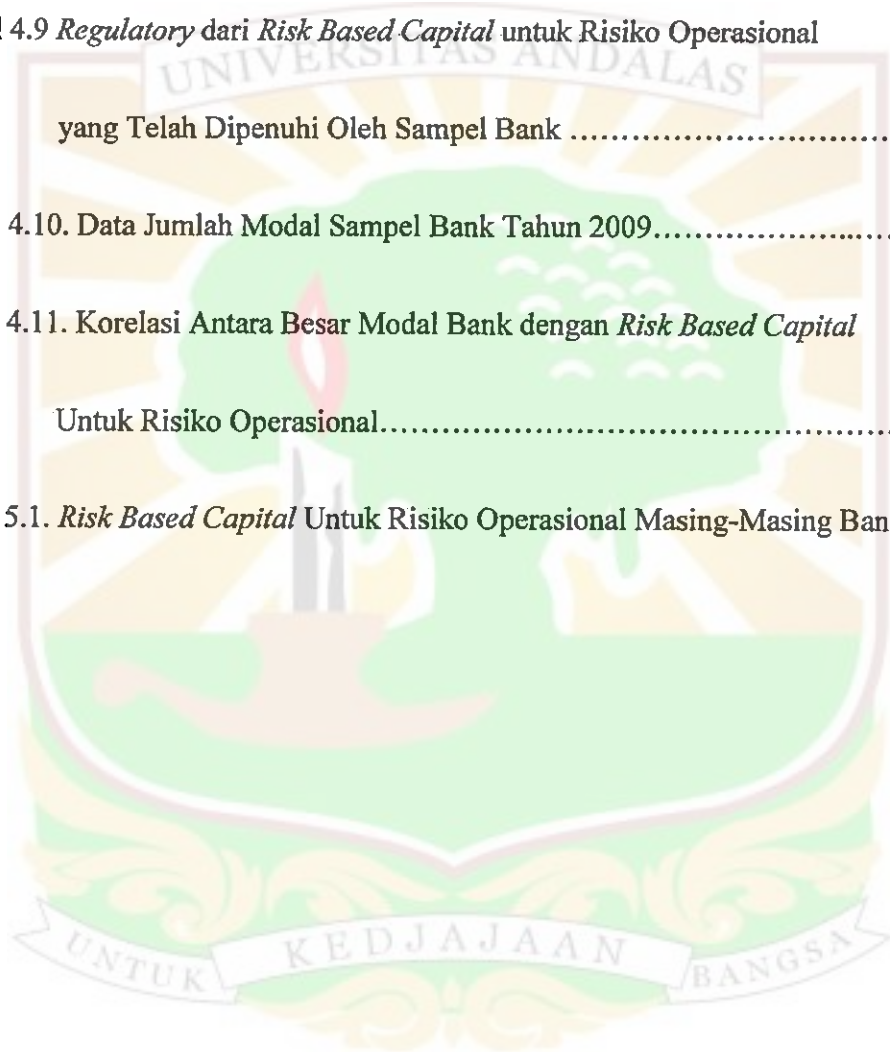 4.9 Regulatory dari Risk Based Capital untuk Risiko Operasional
UNIVERSITAS ANDALAS
yang Telah Dipenuhi Oleh Sampel Bank ................................
4.10. Data Jumlah Modal Sampel Bank Tahun 2009........................
4.11. Korelasi Antara Besar Modal Bank dengan Risk Based Capital
Untuk Risiko Operasional....................................................
5.1. Risk Based Capital Untuk Risiko Operasional Masing-Masing Ban
UNTUK KEDJAJAAN BANGSA